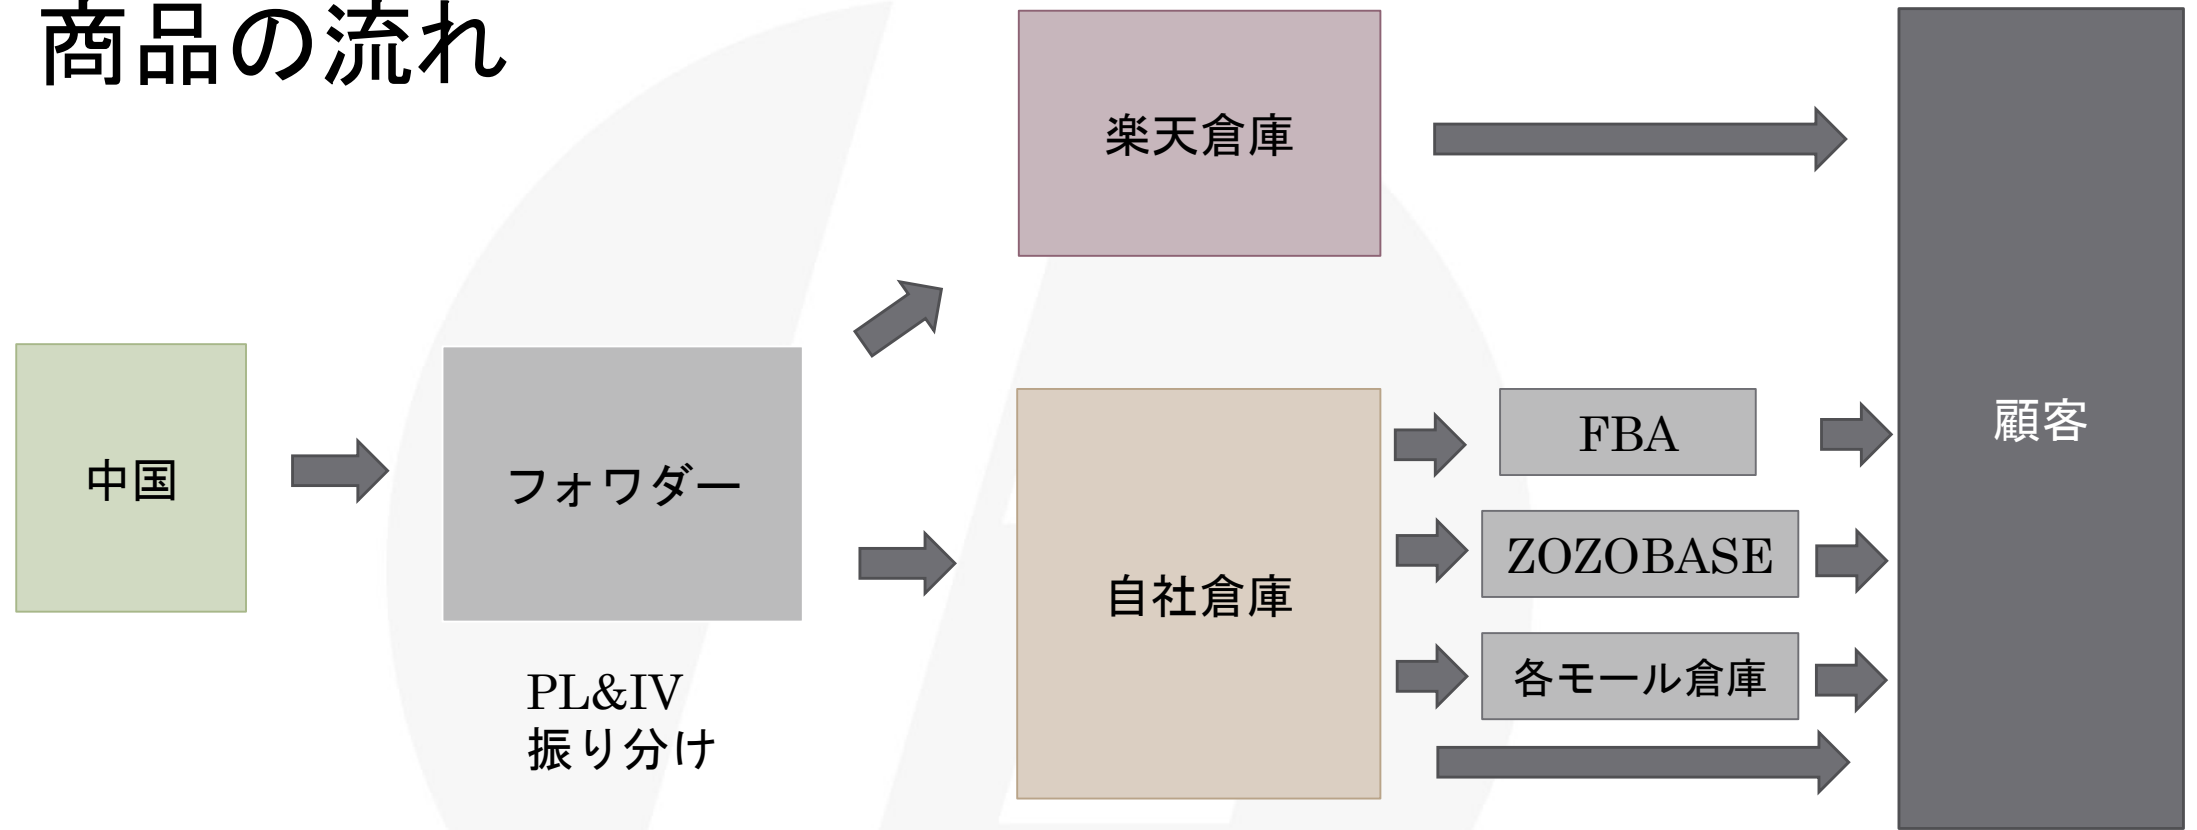 商品の流れ
楽天倉庫
中国
フォワダー
PL&IV
振り分け
自社倉庫
FBA
ZOZOBASE
各モール倉庫
顧客